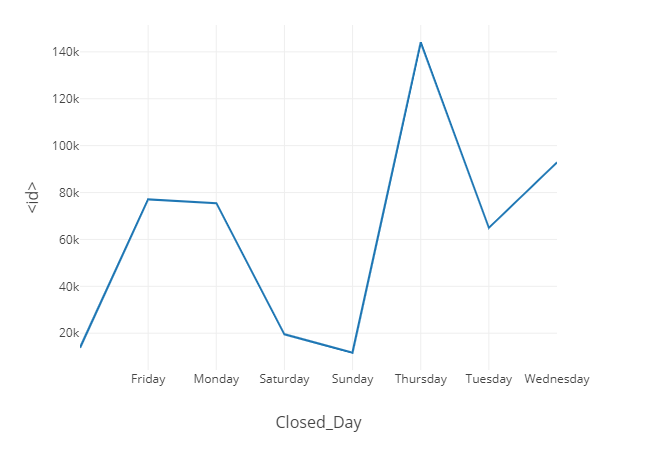 140k
120k
100k
80k
60k
40k
20k
<id>
Friday Monday Saturday Sunday Thursday Tuesday Wednesday
Closed_Day